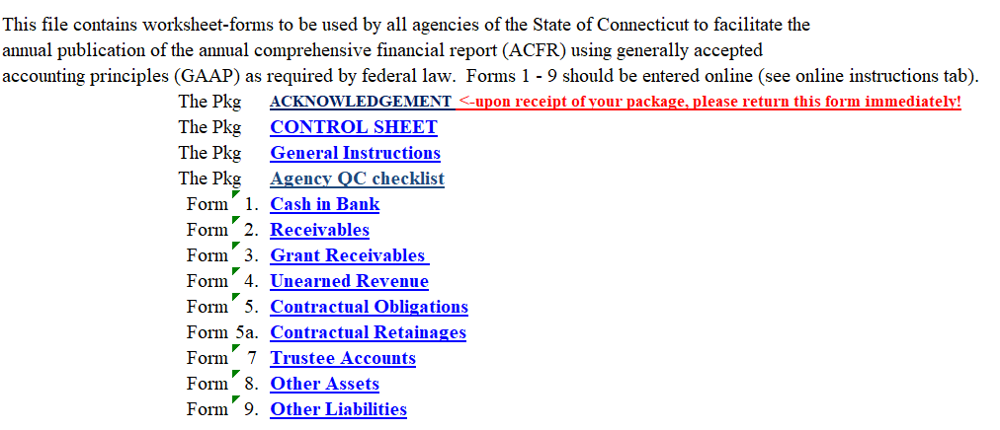 This file contains worksheet-forms to be used by all agencies of the State of Connecticut to facilitate the
annual publication of the annual comprehensive financial report (ACFR) using generally accepted
accounting principles (GAAP) as required by federal law. Forms 1 - 9 should be entered online (see online instructions tab).
The Pkg ACKNOWLEDGEMENT <-upon receipt of your package, please return this form immediately!
The Pkg CONTROL SHEET
The Pkg General Instructions
The Pkg Agency QC checklist
Form 1. Cash in Bank
Form 2. Receivables
Form 3. Grant Receivables
Form 4. Unearned Revenue
Form 5. Contractual Obligations
Form 5a. Contractual Retainages
Form 7 Trustee Accounts
Form 8. Other Assets
Form 9. Other Liabilities